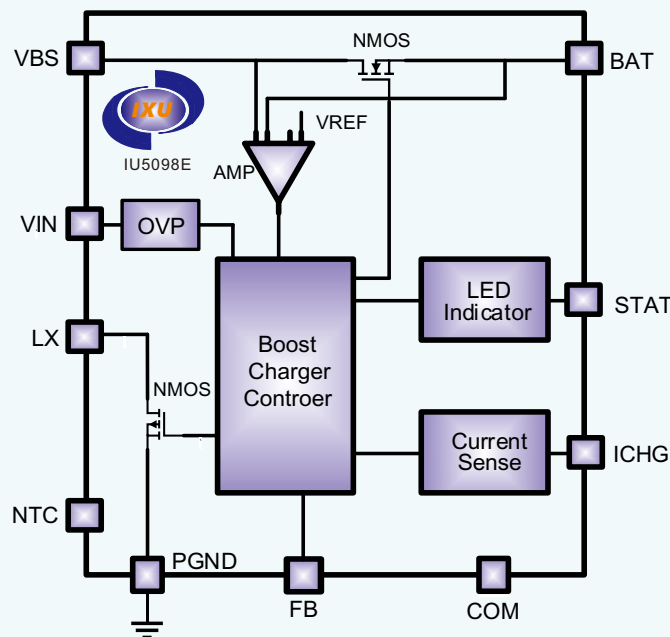 NMOS
VBS
BAT
IXU
VREF
IU5098E
AMP
VIN
OVP
LED
Indicator
STAT
LX
Boost
Charger
Controer
NMOS
Current
Sense
ICHG
NTC
PGND
FB
COM